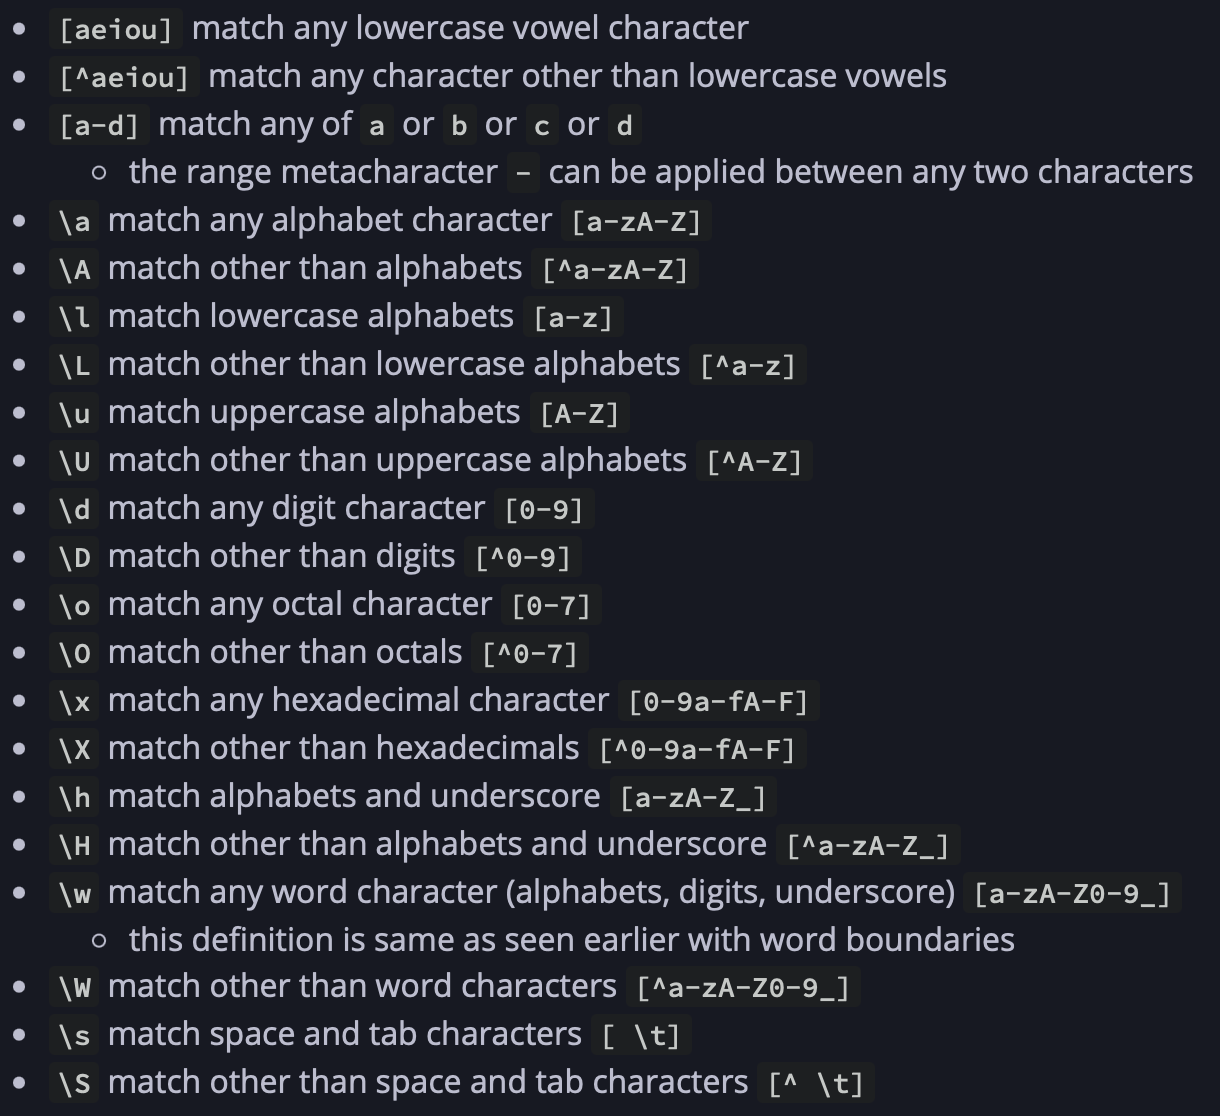 [aeiou] match any lowercase vowel character
[^aeiou] match any character other than lowercase vowels
[a-d] match any of a or b or c or d
the range metacharacter - can be applied between any two characters
\a match any alphabet character [a-zA-Z]
\A match other than alphabets [^a-zA-Z]
\l match lowercase alphabets [a-z]
\L match other than lowercase alphabets [^a-z]
\u match uppercase alphabets [A-Z]
\U match other than uppercase alphabets [^A-Z]
\d match any digit character [0-9]
\D match other than digits [^0-9]
\o match any octal character [0-7]
\O match other than octals [^0-7]
\x match any hexadecimal character [0-9a-fA-F]
\X match other than hexadecimals [^0-9a-fA-F]
\h match alphabets and underscore [a-zA-Z_]
\H match other than alphabets and underscore [^a-zA-Z_]
\w match any word character (alphabets, digits, underscore) [a-zA-Z0-9_]
this definition is same as seen earlier with word boundaries
\W match other than word characters [^a-zA-Z0-9_]
\s match space and tab characters [ \t]
\S match other than space and tab characters [^ \t]